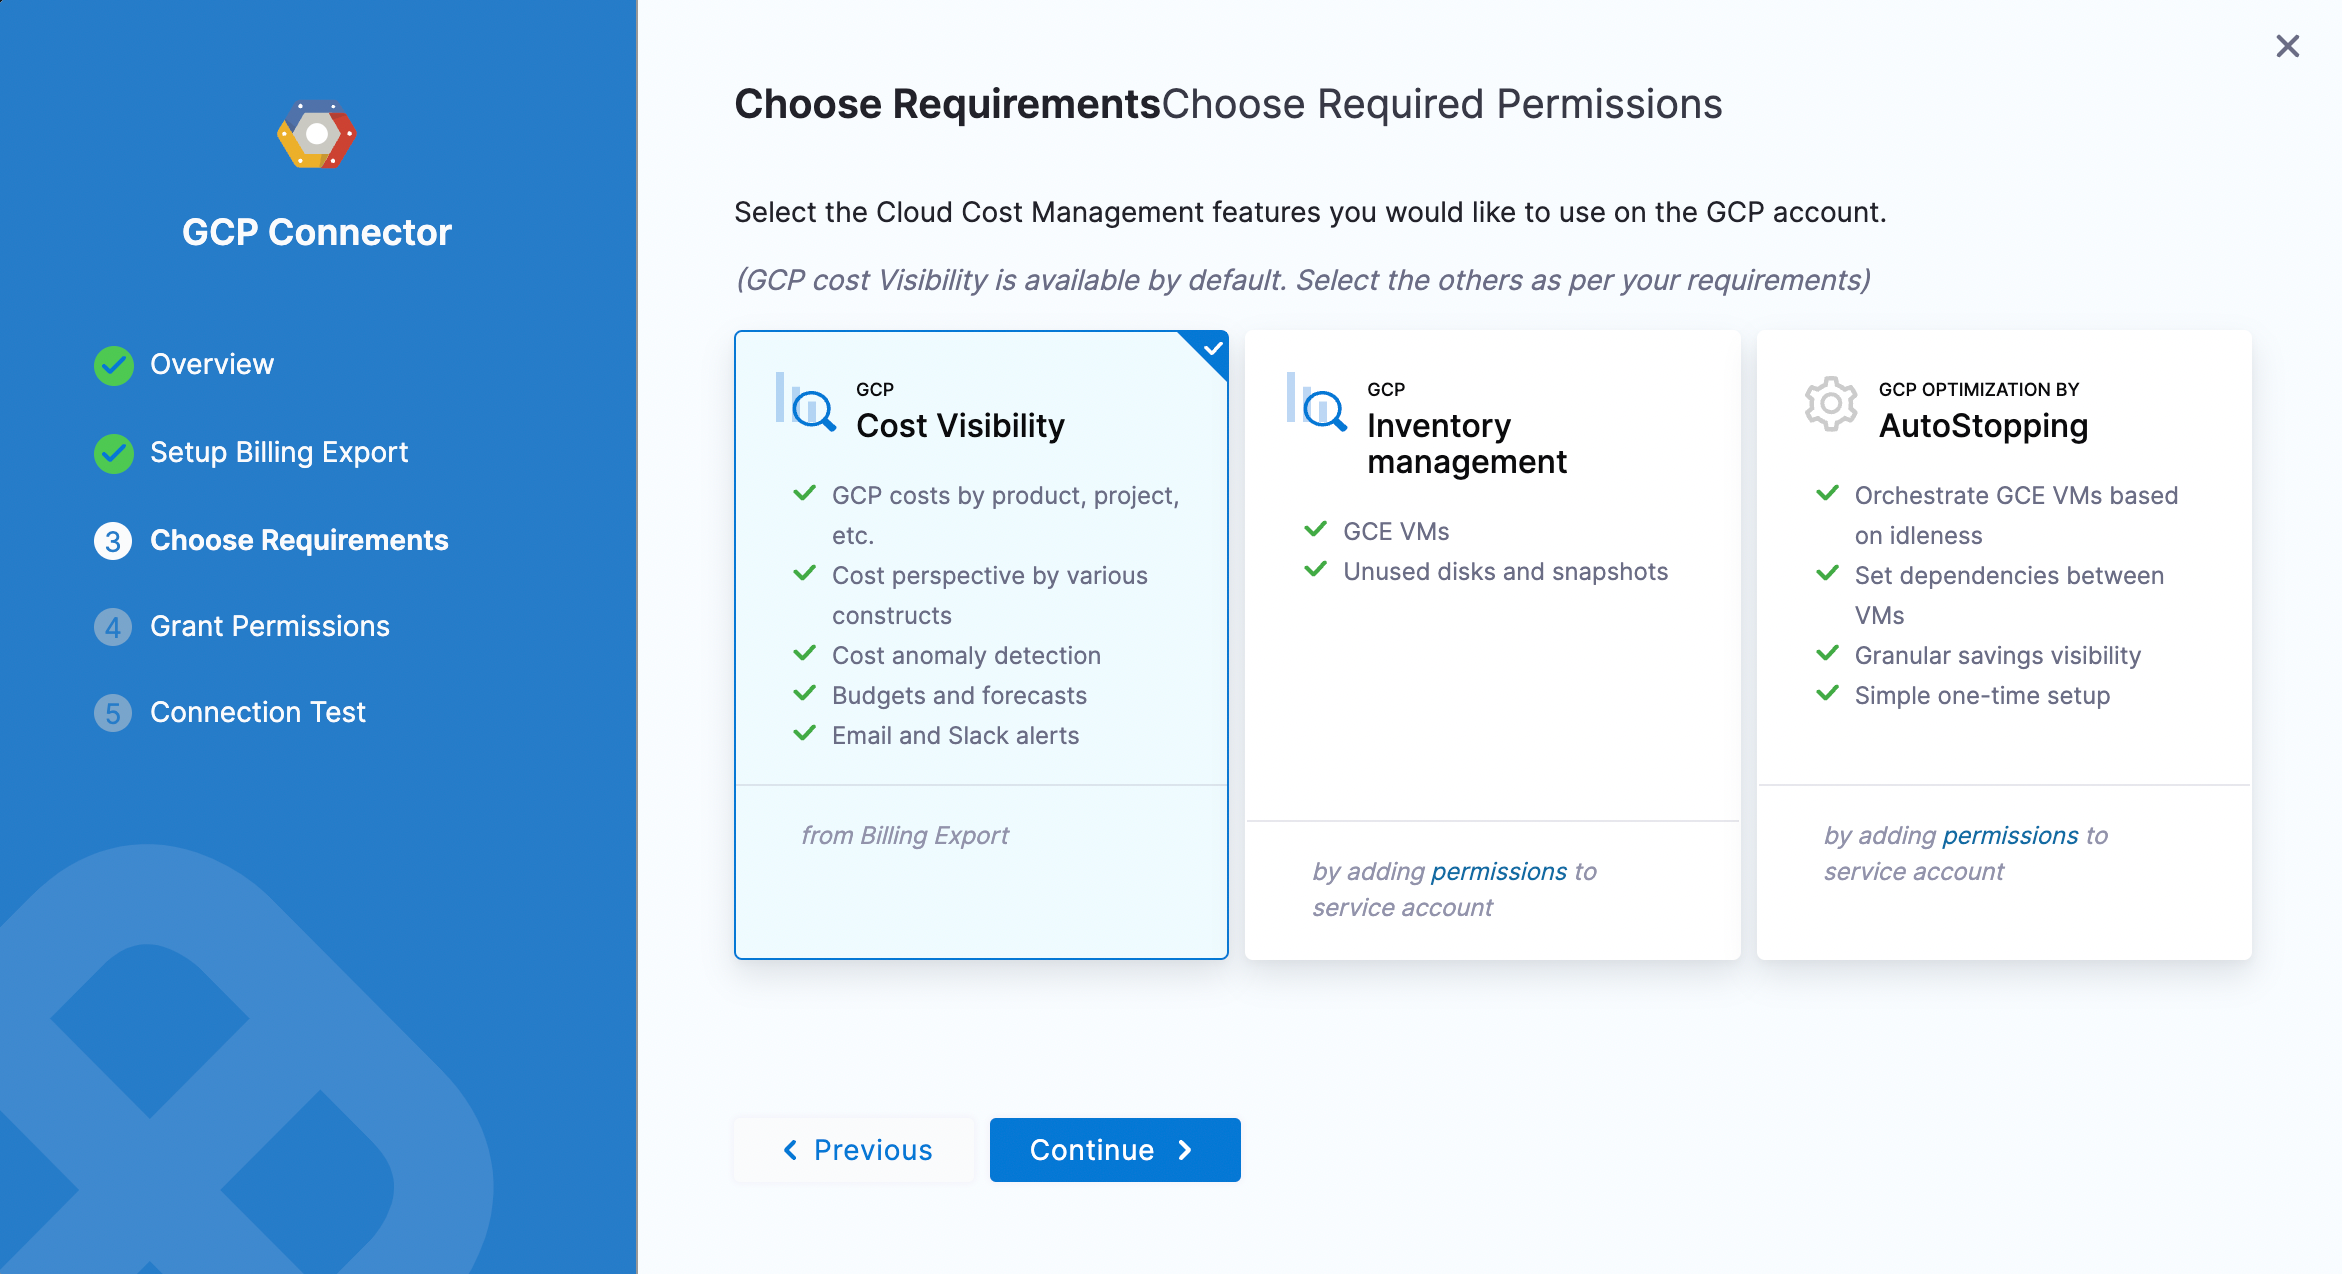 GCP Connector
Overview
Setup Billing Export
3 Choose Requirements
4 Grant Permissions
5 Connection Test
Choose RequirementsChoose Required Permissions
Select the Cloud Cost Management features you would like to use on the GCP account.
(GCP cost Visibility is available by default. Select the others as per your requirements)
GCP
Cost Visibility
GCP costs by product, project,
etc.
Cost perspective by various
constructs
Cost anomaly detection
Budgets and forecasts
Email and Slack alerts
from Billing Export
GCP
Inventory
management
GCE VMs
Unused disks and snapshots
by adding permissions to
service account
GCP OPTIMIZATION BY
AutoStopping
Orchestrate GCE VMs based
on idleness
Set dependencies between
VMs
Granular savings visibility
Simple one-time setup
by adding permissions to
service account
Previous
Continue